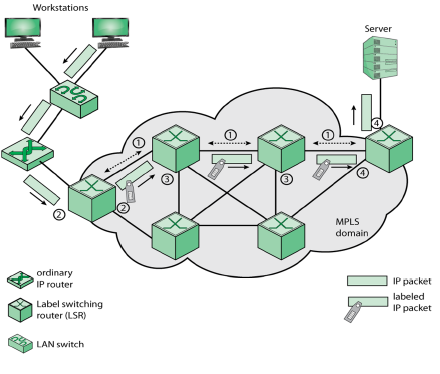 Workstations
Server
1
1
1
4
2
2
3
3
4
MPLS
domain
ordinary
IP router
Label switching
router (LSR)
LAN switch
IP packet
labeled
IP packet